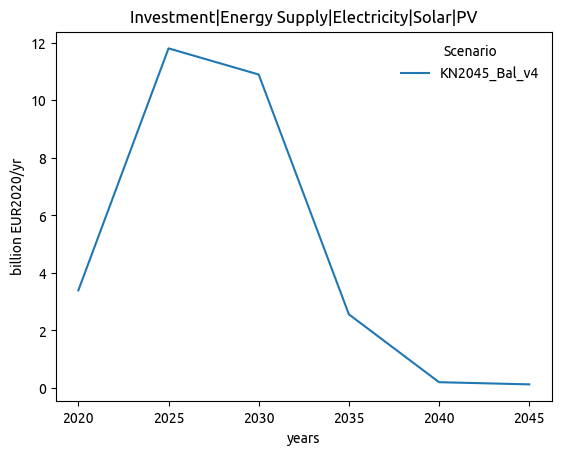 Investment|Energy Supply|Electricity|Solar|PV
Scenario
KN2045_Bal_v4
billion EUR2020/yr
12
10
8
6
4
2
0
2020 2025 2030 2035 2040 2045
years